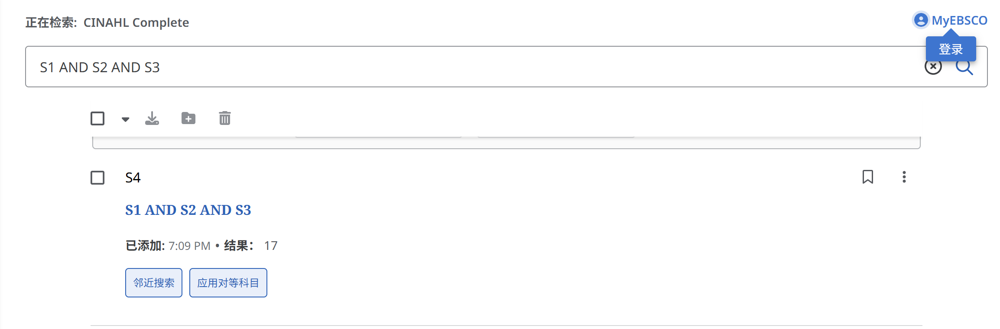 正在检索: CINAHL Complete
MyEBSCO
登录
S1 AND S2 AND S3
S4
S1 AND S2 AND S3
已添加: 7:09 PM • 结果： 17
邻近搜索 应用对等科目